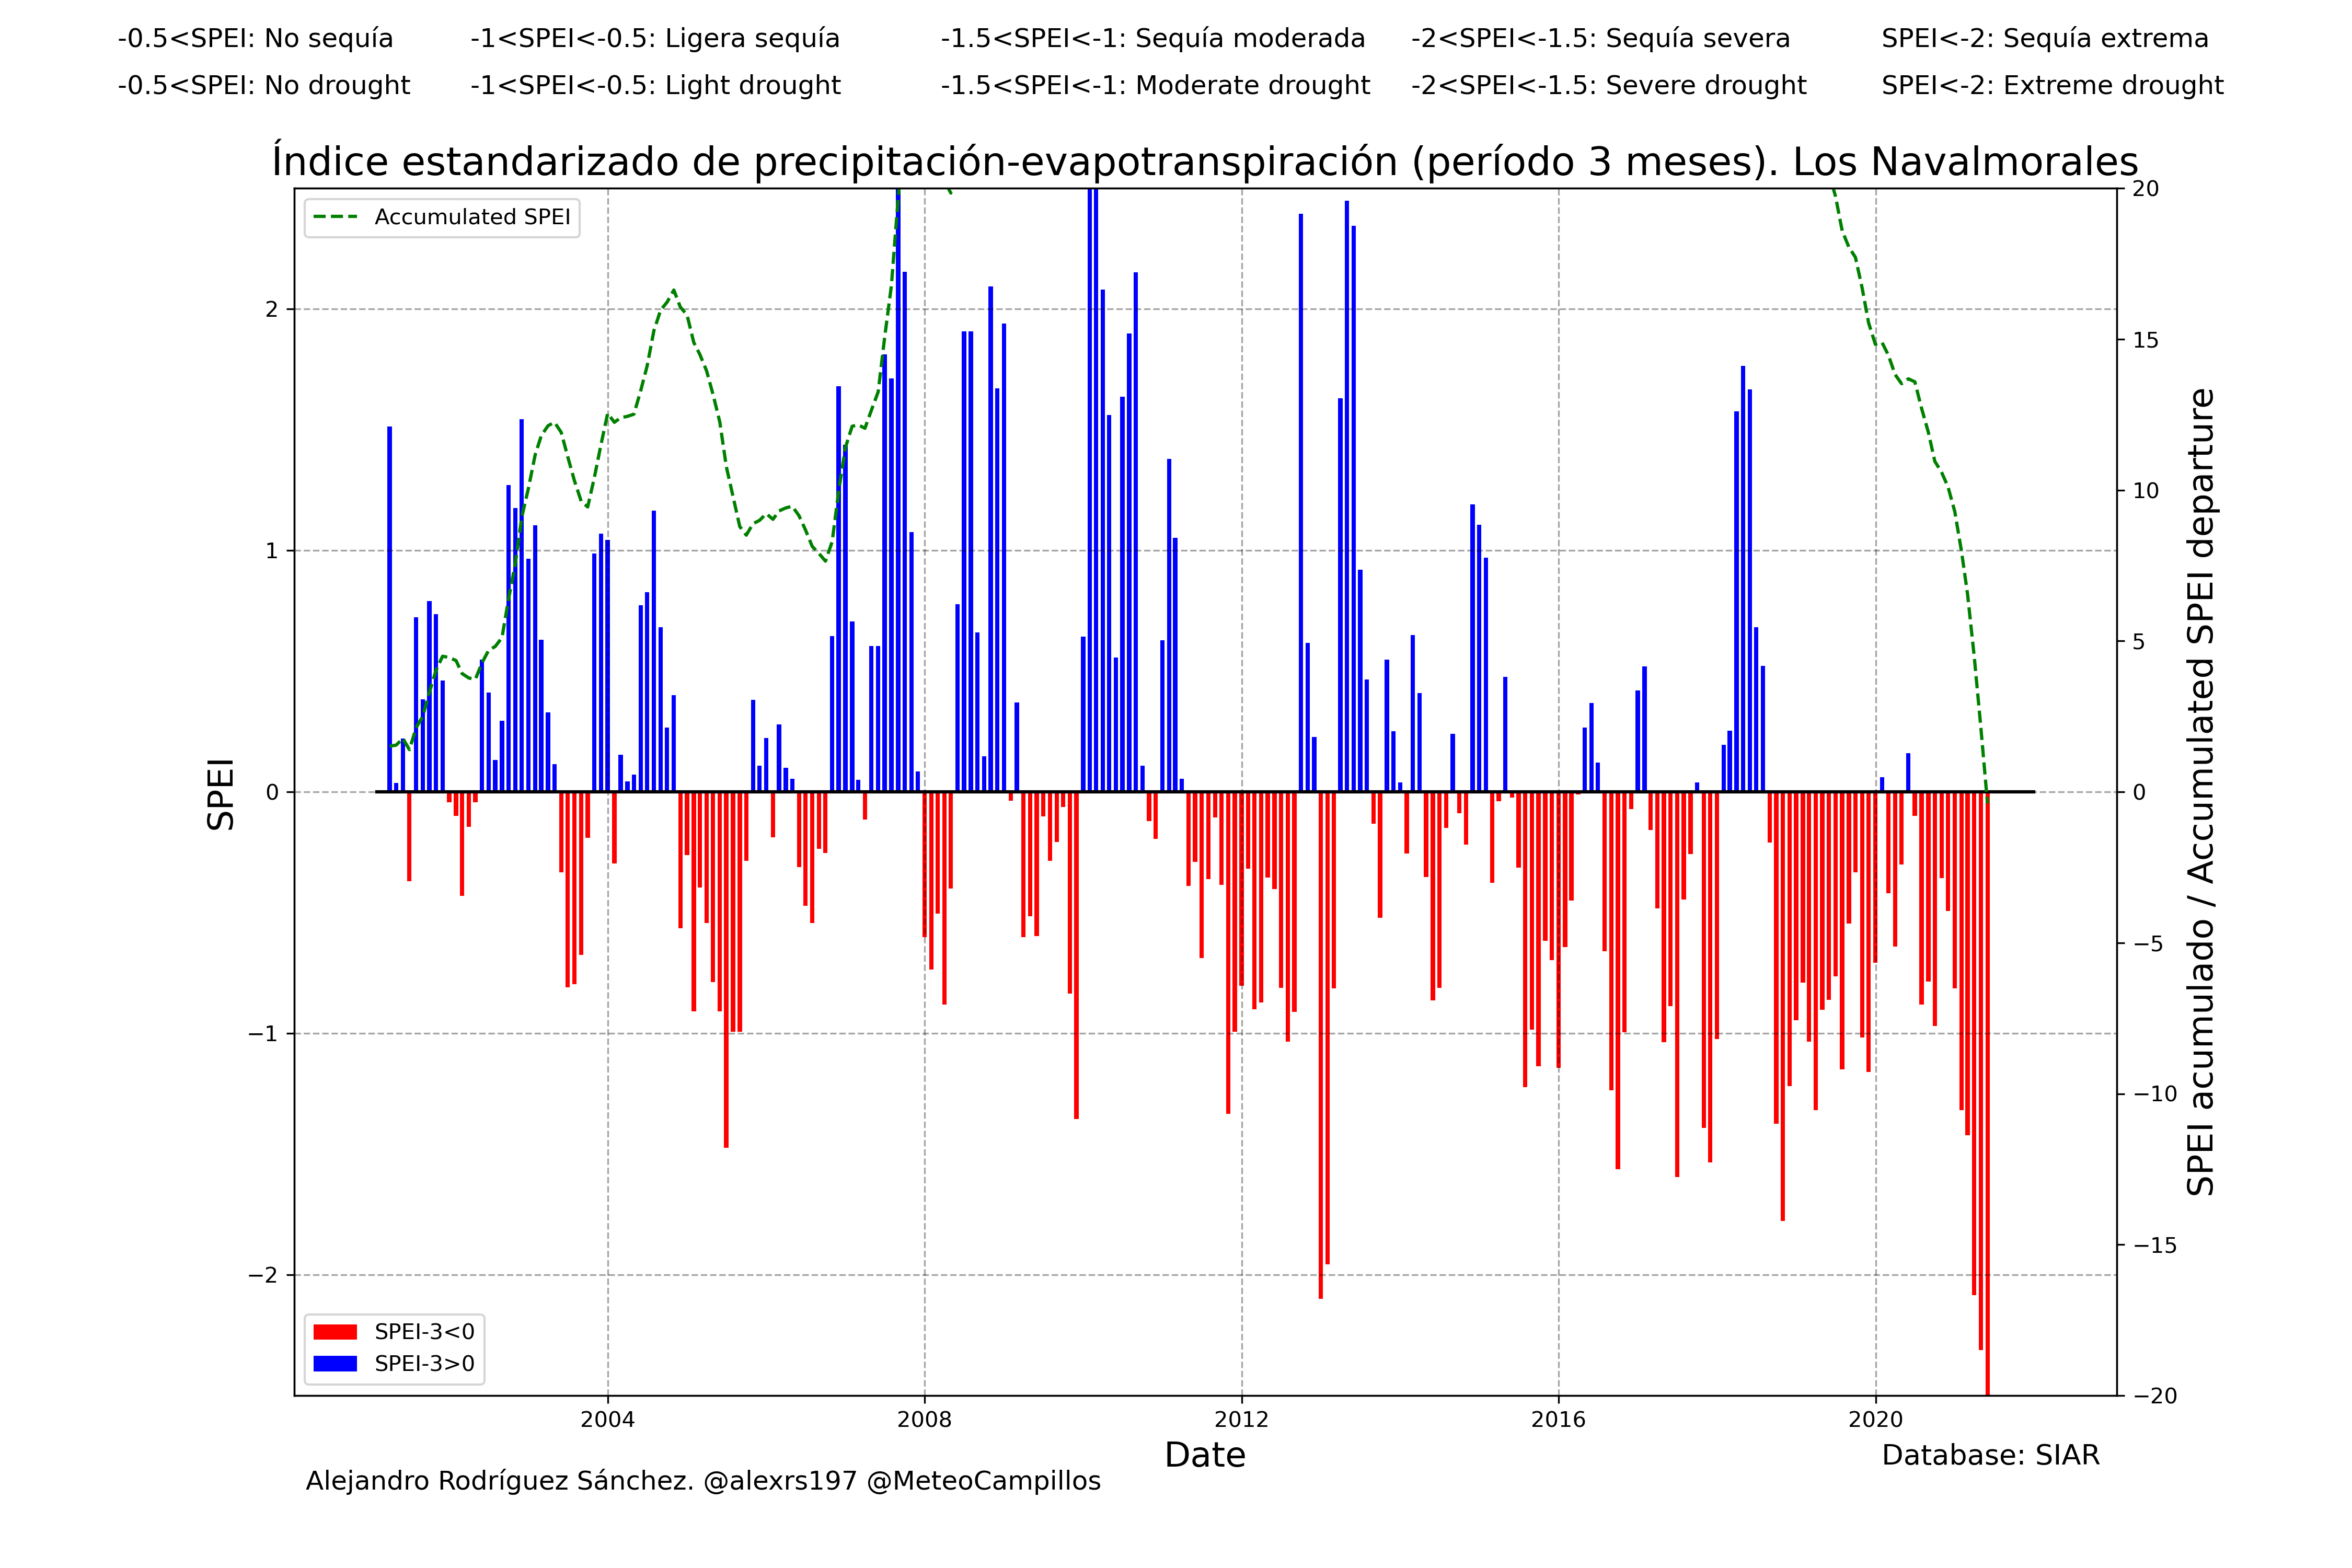 -0.5<SPEI: No sequía -1<SPEI<-0.5: Ligera sequía -1.5<SPEI<-1: Sequía moderada -2<SPEI<-1.5: Sequía severa SPEI<-2: Sequía extrema
-0.5<SPEI: No drought -1<SPEI<-0.5: Light drought -1.5<SPEI<-1: Moderate drought -2<SPEI<-1.5: Severe drought SPEI<-2: Extreme drought
Índice estandarizado de precipitación-evapotranspiración (período 3 meses). Los Navalmorales
Accumulated SPEI
SPEI
2
1
0
−1
−2
20
15
10
5
0
−5
−10
−15
−20
SPEI acumulado / Accumulated SPEI departure
SPEI-3<0
SPEI-3>0
2004 2008 2012 2016 2020
Date
Database: SIAR
Alejandro Rodríguez Sánchez. @alexrs197 @MeteoCampillos